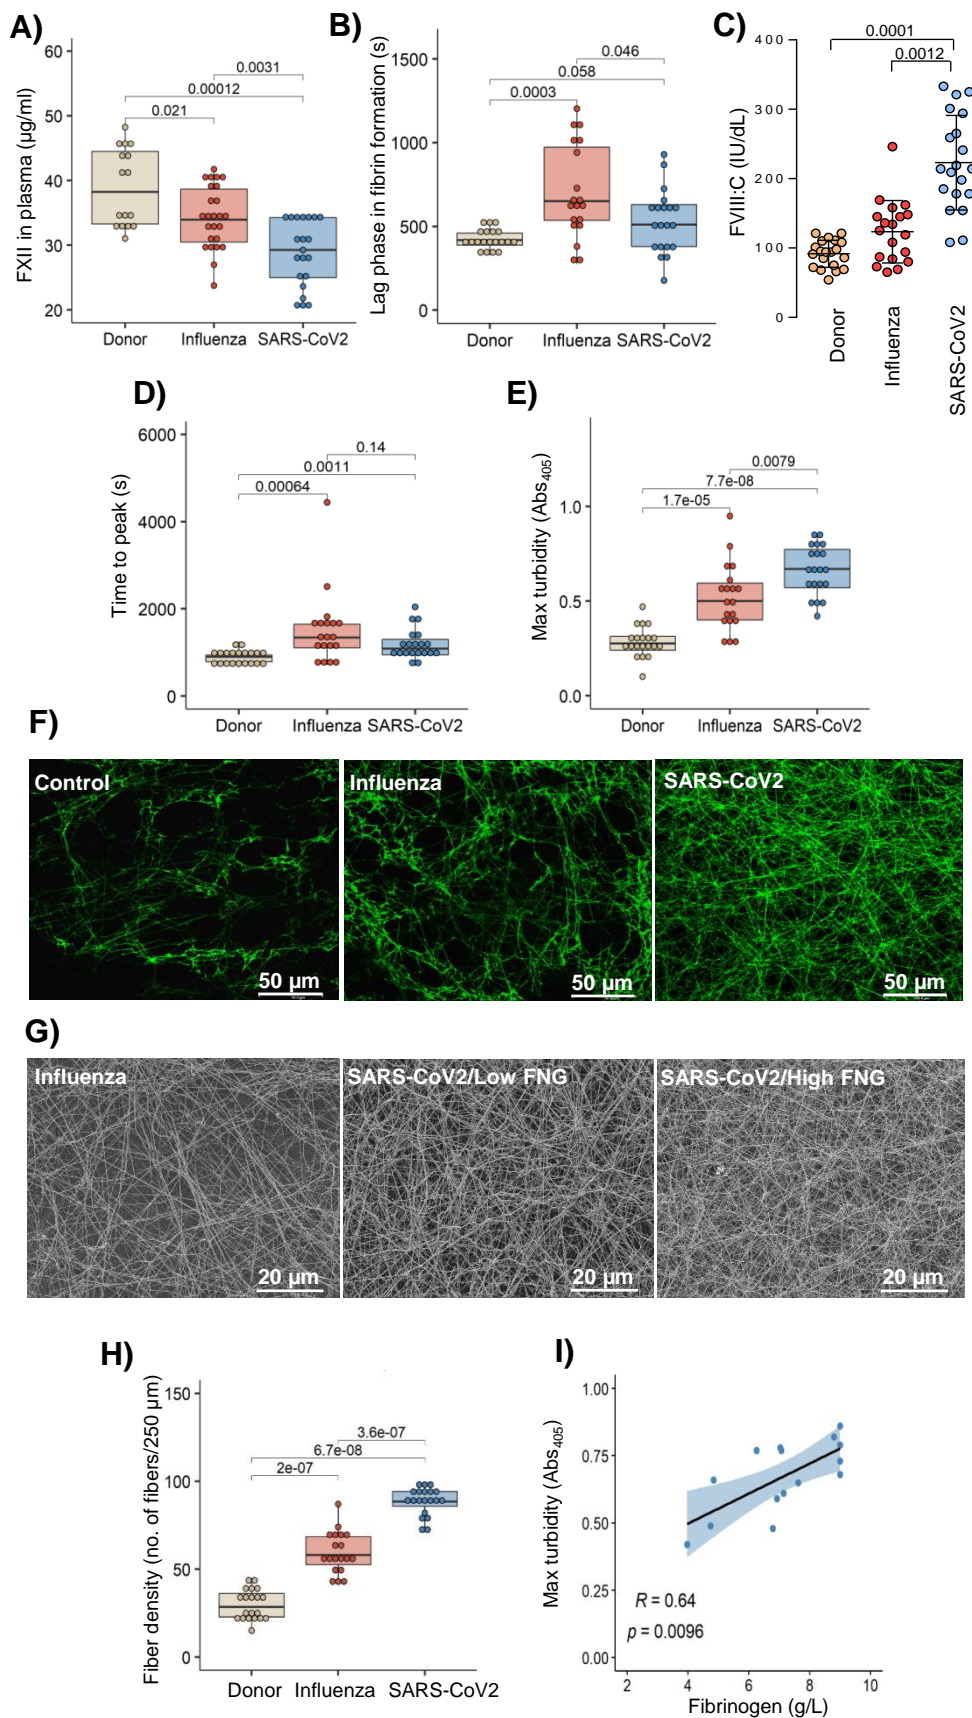 A)
FXII in plasma (µg/ml)
60
50
40
30
20
0.0031
0.00012
0.021
Donor
Influenza
SARS-CoV2
B)
Lag phase in fibrin formation (s)
1500
1000
500
0
0.046
0.058
0.0003
Donor
Influenza
SARS-CoV2
C)
FVIII:C (IU/dL)
400
300
200
100
0
0.0001
0.0012
Donor
Influenza
SARS-CoV2
D)
Time to peak (s)
6000
4000
2000
0
0.14
0.0011
0.00064
Donor
Influenza
SARS-CoV2
E)
Max turbidity (Abs405)
1.0
0.5
0.0
0.0079
7.7e-08
1.7e-05
Donor
Influenza
SARS-CoV2
F)
Control
50 µm
Influenza
50 µm
SARS-CoV2
50 µm
G)
Influenza
20 µm
SARS-CoV2/Low FNG
20 µm
SARS-CoV2/High FNG
20 µm
H)
Fiber density (no. of fibers/250 µm)
150
100
50
0
3.6e-07
6.7e-08
2e-07
Donor
Influenza
SARS-CoV2
I)
Max turbidity (Abs405)
1.00
0.75
0.50
0.25
0.00
R = 0.64
p = 0.0096
2
4
6
8
10
Fibrinogen (g/L)